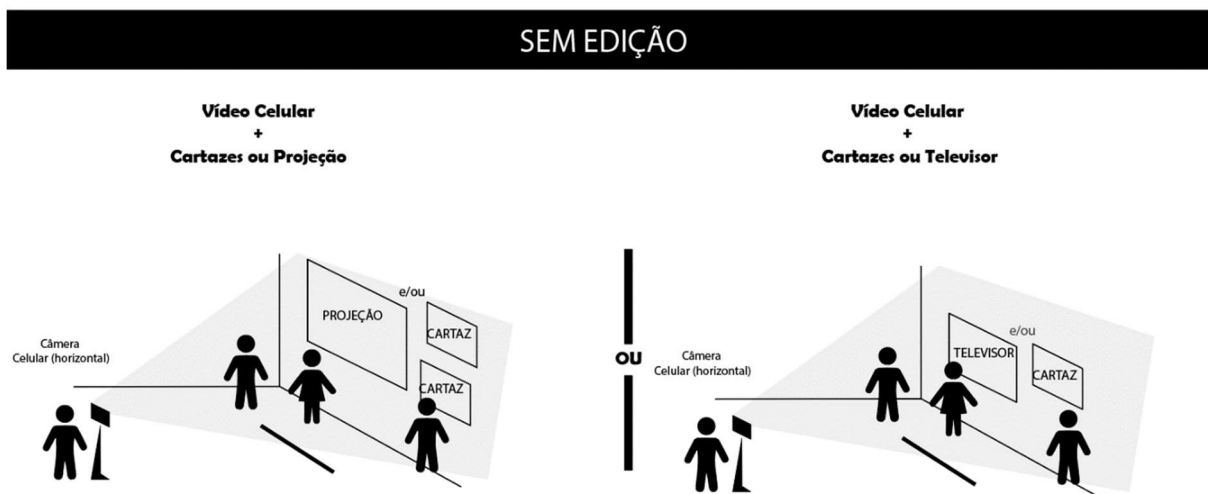 SEM EDIÇÃO
Vídeo Celular
+
Cartazes ou Projeção
PROJEÇÃO
e/ou
CARTAZ
CARTAZ
Câmera
Celular (horizontal)
OU
Vídeo Celular
+
Cartazes ou Televisor
TELEVISOR
e/ou
CARTAZ
Câmera
Celular (horizontal)